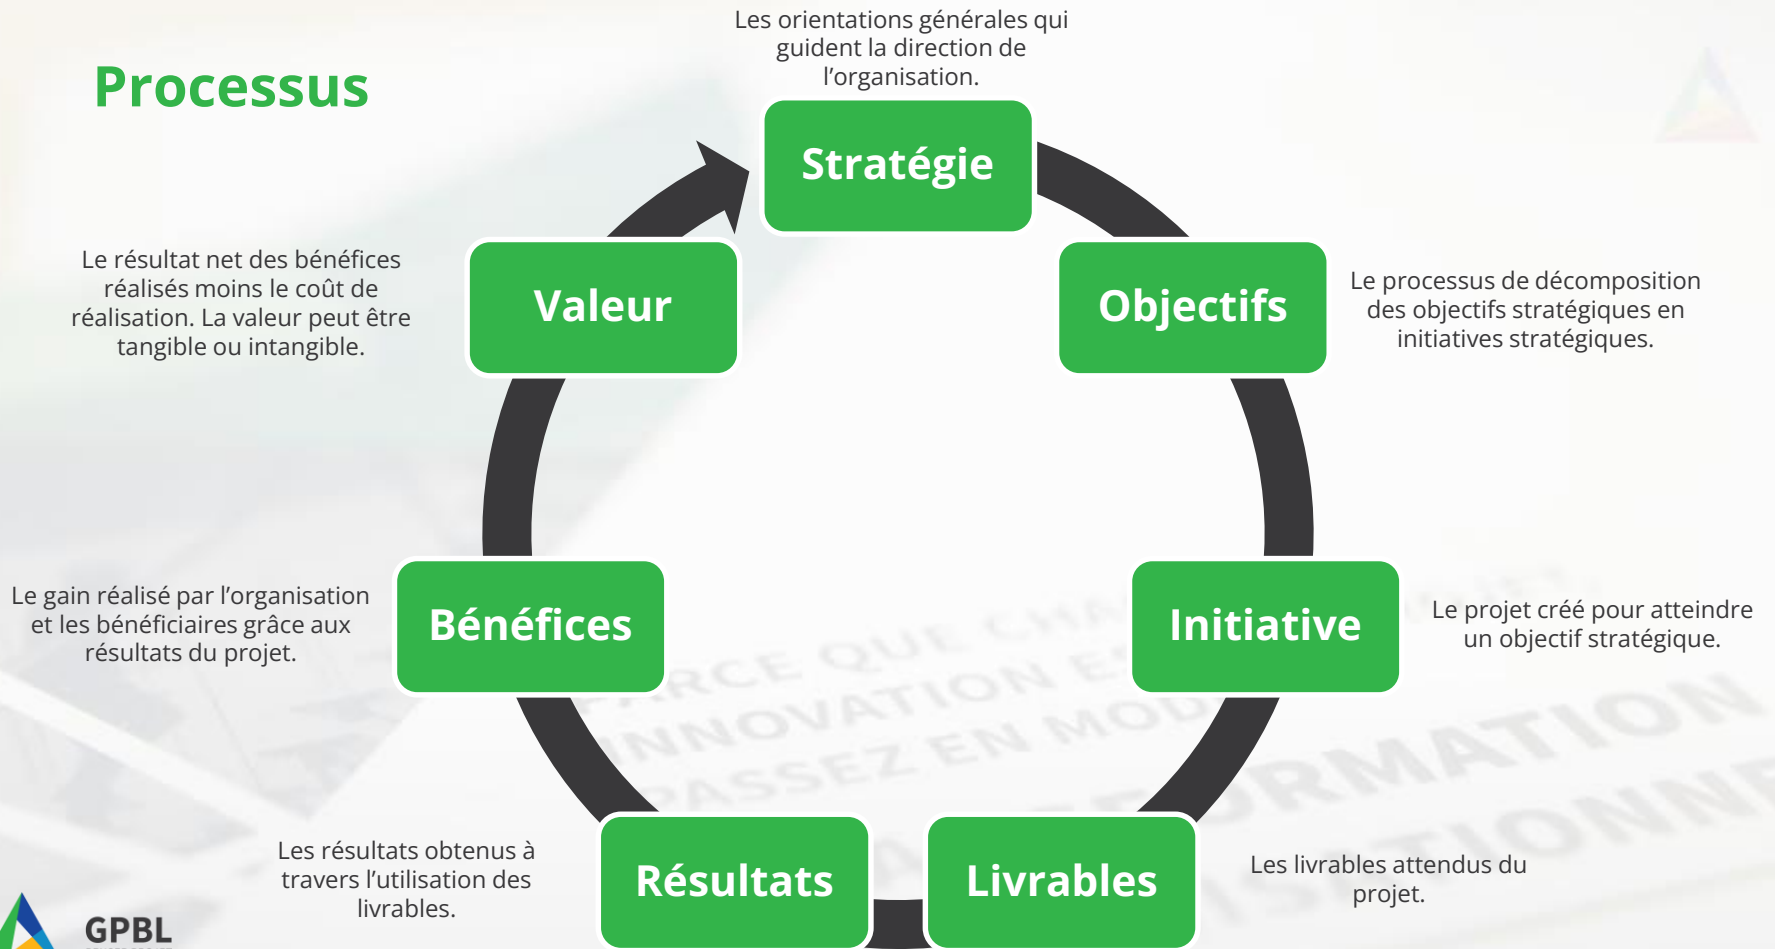 Processus
Les orientations générales qui
guident la direction de
l’organisation.
Stratégie
Objectifs
Le processus de décomposition
des objectifs stratégiques en
initiatives stratégiques.
Initiative
Le projet créé pour atteindre
un objectif stratégique.
Livrables
Les livrables attendus du
projet.
Résultats
Les résultats obtenus à
travers l’utilisation des
livrables.
Bénéfices
Le gain réalisé par l’organisation
et les bénéficiaires grâce aux
résultats du projet.
Valeur
Le résultat net des bénéfices
réalisés moins le coût de
réalisation. La valeur peut être
tangible ou intangible.
QUE
INNOVATION
PASSEZ EN
GPBL